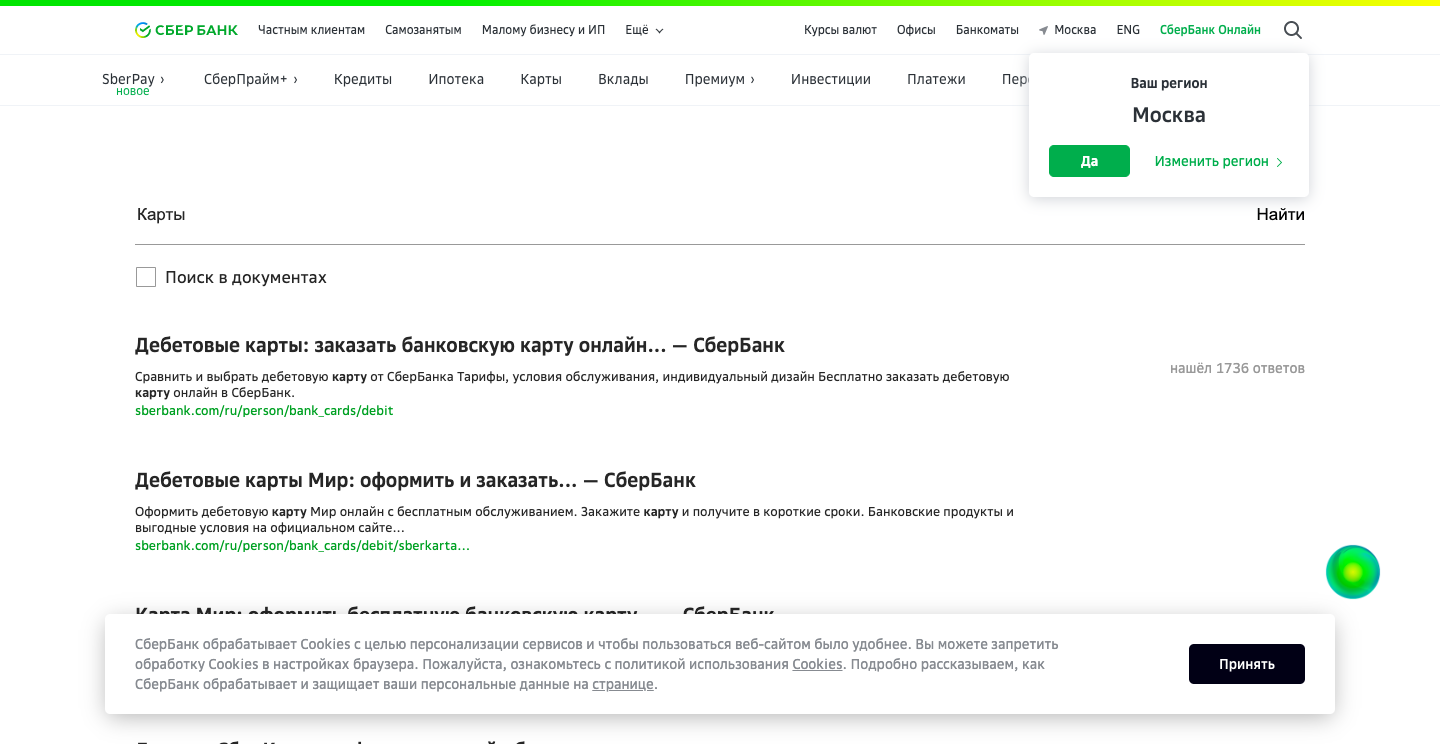 СБЕР БАНК
Частным клиентам
Самозанятым
Малому бизнесу и ИП
Ещё
Курсы валют
Офисы
Банкоматы
Москва
ENG
СберБанк Онлайн
SberPay
новое
СберПрайм+
Кредиты
Ипотека
Карты
Вклады
Премиум
Инвестиции
Платежи
Ваш регион
Москва
Да
Изменить регион
Карты
Найти
Поиск в документах
Дебетовые карты: заказать банковскую карту онлайн... — СберБанк
Сравнить и выбрать дебетовую карту от СберБанка Тарифы, условия обслуживания, индивидуальный дизайн Бесплатно заказать дебетовую
карту онлайн в СберБанк.
sberbank.com/ru/person/bank_cards/debit
нашёл 1736 ответов
Дебетовые карты Мир: оформить и заказать... — СберБанк
Оформить дебетовую карту Мир онлайн с бесплатным обслуживанием. Закажите карту и получите в короткие сроки. Банковские продукты и
выгодные условия на официальном сайте...
sberbank.com/ru/person/bank_cards/debit/sberkarta...
Карта Мир: оформить бесплатную банковскую карту ... — СберБанк
СберБанк обрабатывает Cookies с целью персонализации сервисов и чтобы пользоваться веб-сайтом было удобнее. Вы можете запретить
обработку Cookies в настройках браузера. Пожалуйста, ознакомьтесь с политикой использования Cookies. Подробно рассказываем, как
СберБанк обрабатывает и защищает ваши персональные данные на странице.
Принять